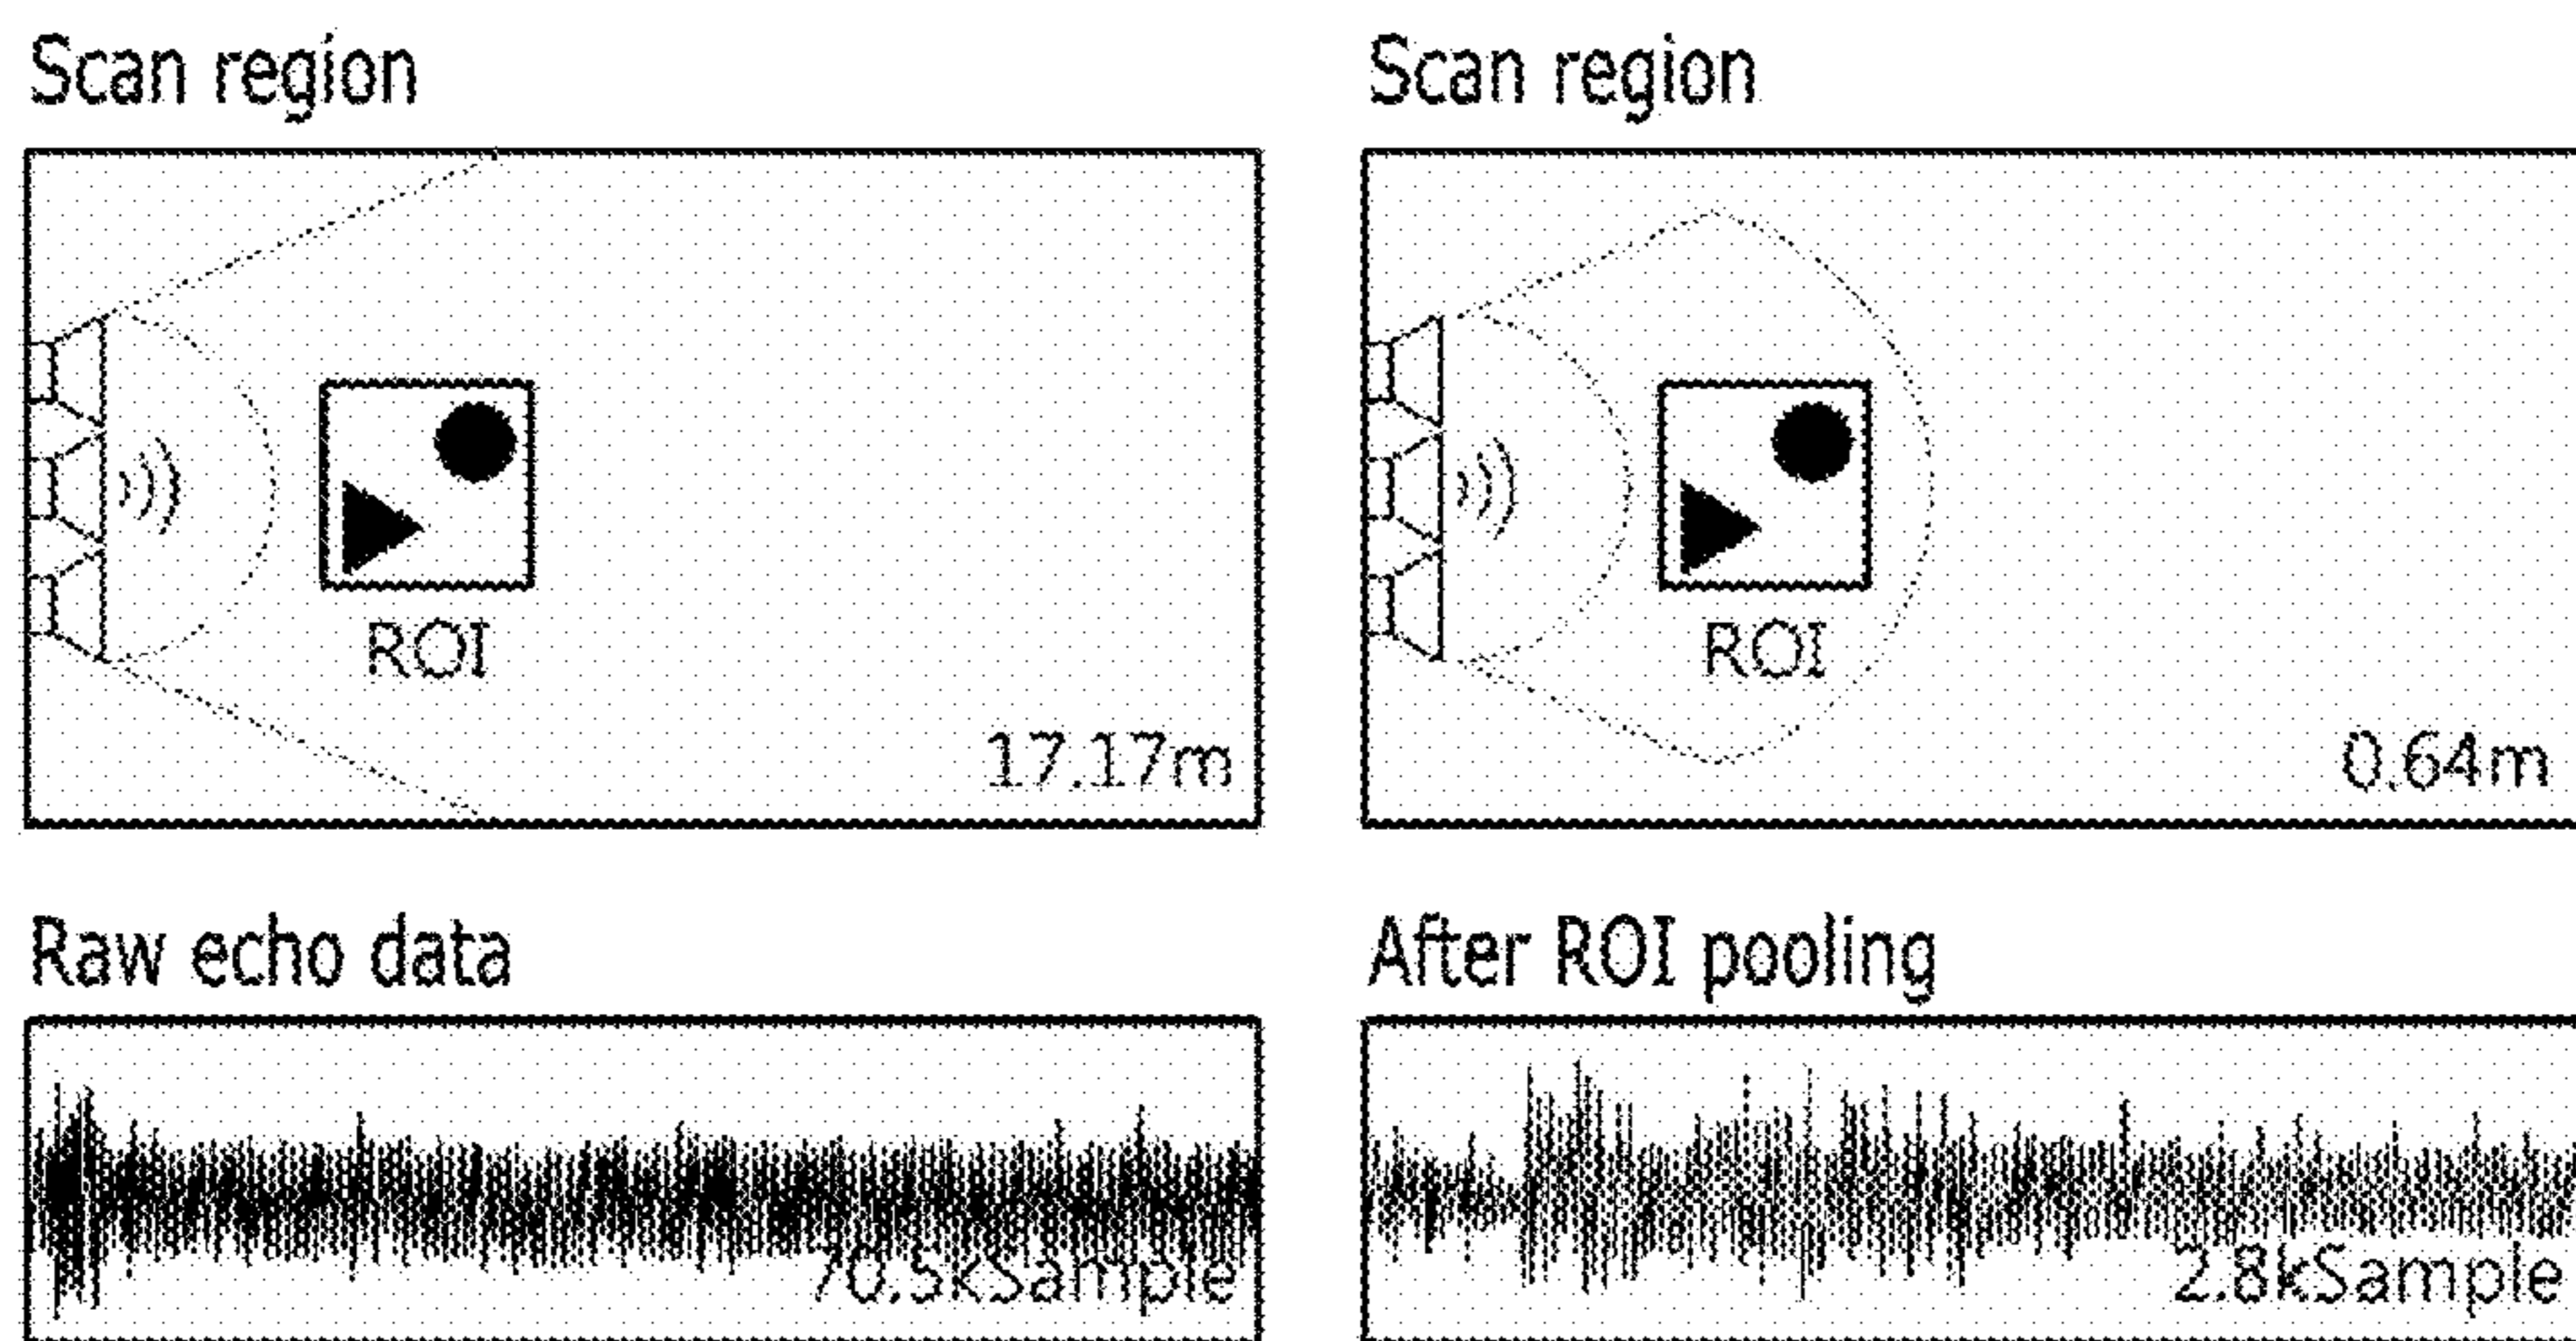 Scan region
Scan region
ROI
ROI
17.17m
0.64m
Raw echo data
After ROI pooling
70.5kSample
2.8kSample